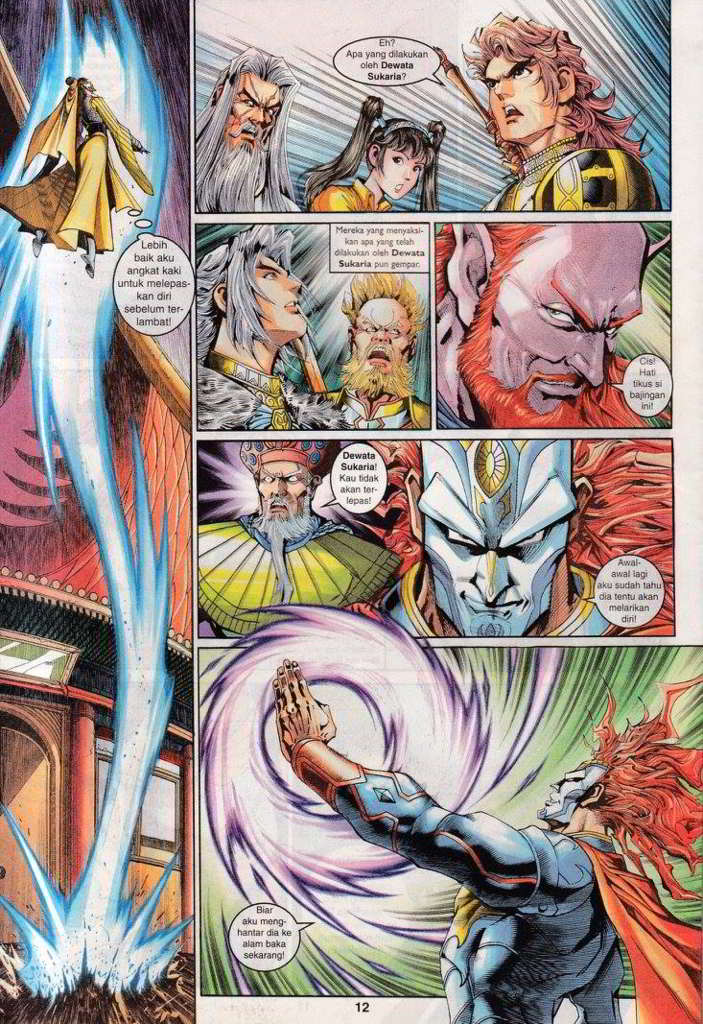 Lebih
baik aku
angkat kaki
untuk melepas-
kan diri
sebelum ter-
lambat!
Eh?
Apa yang dilakukan
oleh Dewata
Sukaria?
Mereka yang menyaksi-
kan apa yang telah
dilakukan oleh Dewata
Sukaria pun gempar.
Cis!
Hati
tikus si
bajingan
ini!
Dewata
Sukaria!
Kau tidak
akan ter-
lepas!
Awal-
awal lagi
aku sudah tahu
dia tentu akan
melarikan
diri!
Biar
aku meng-
hantar dia ke
alam baka
sekarang!
12